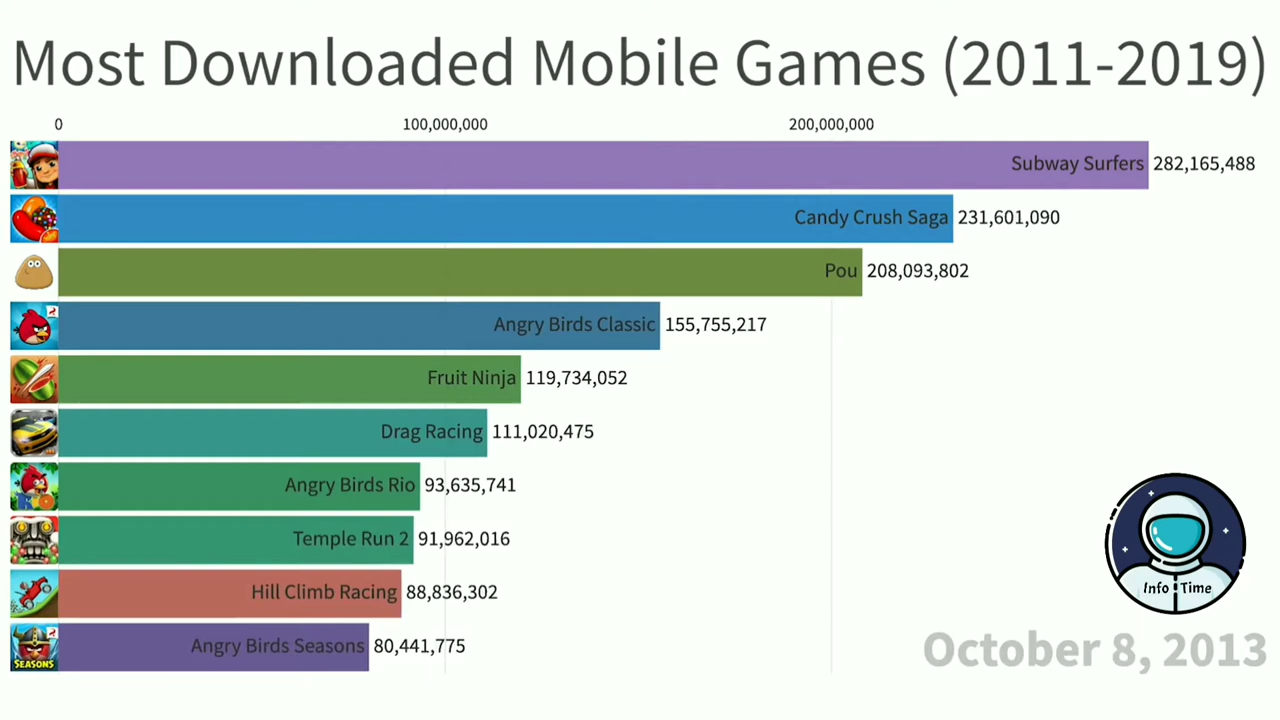 Most Downloaded Mobile Games (2011-2019)
0 100,000,000 200,000,000
Subway Surfers 282,165,488
Candy Crush Saga 231,601,090
Pou 208,093,802
Angry Birds Classic 155,755,217
Fruit Ninja 119,734,052
Drag Racing 111,020,475
Angry Birds Rio 93,635,741
Temple Run 2 91,962,016
Hill Climb Racing 88,836,302
Angry Birds Seasons 80,441,775
RIO
SEASONS
Info Time
October 8, 2013